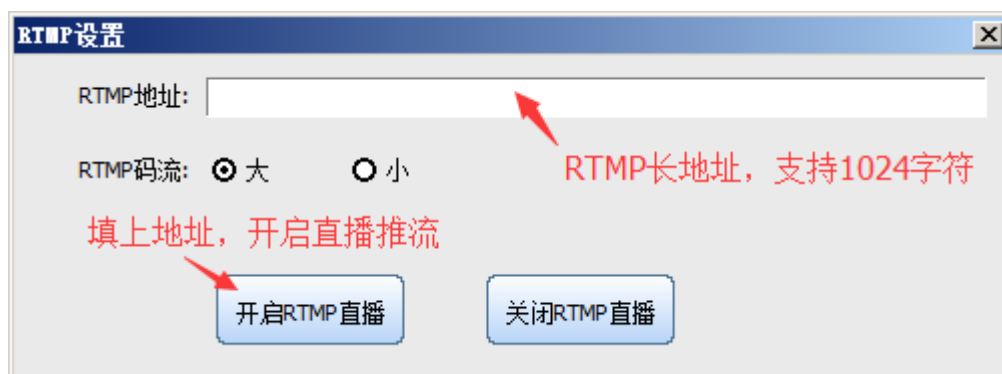 RTMP设置
RTMP地址:
RTMP码流: 大 小
RTMP长地址，支持1024字符
填上地址，开启直播推流
开启RTMP直播 关闭RTMP直播